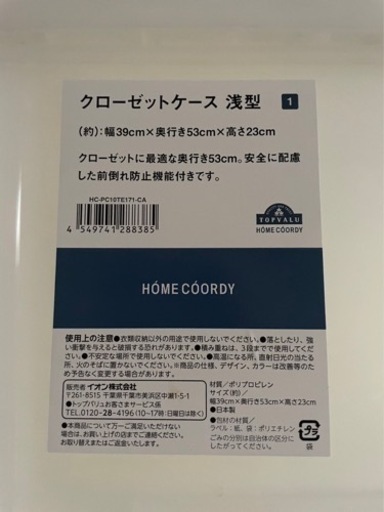 クローゼットケース 浅型 1
(約):幅39cm×奥行き53cm×高さ23cm
クローゼットに最適な奥行き53cm。安全に配慮
した前倒れ防止機能付きです。
HC-PC10TE171-CA
4 549741 288385
TOPVALU
HÓME CÓORDY
HÓME CÓORDY
使用上の注意●衣類収納以外の用途で使用しないでください。●落としたり、強
い衝撃を与えると破損する恐れがあります。●積み重ねは、3段までで使用してくだ
さい。●不安定な場所で使用しないでください。●高温になる所、直射日光の当たる
所、火のそばに置かないでください。※商品の仕様、デザイン、カラーは改善等のため
予告なく変更する場合があります。
販売者 イオン株式会社
〒261-8515 千葉県千葉市美浜区中瀬1-5-1
●トップバリュお客さまサービス係
TEL.0120-28-4196(10~17時:日曜日は除く)
●本商品について万一ご満足いただけない
場合は、お買い上げの店までご連絡ください。
お取り替えまたはご返金いたします。
材質/ポリプロピレン
サイズ(約)/
幅39cm×奥行き53cm×高さ23cm
●日本製
●包材の材質/
ラベル:紙、袋:ポリエチレン
ごみの分別は自治体の区分に
したがってください。
プラ
袋